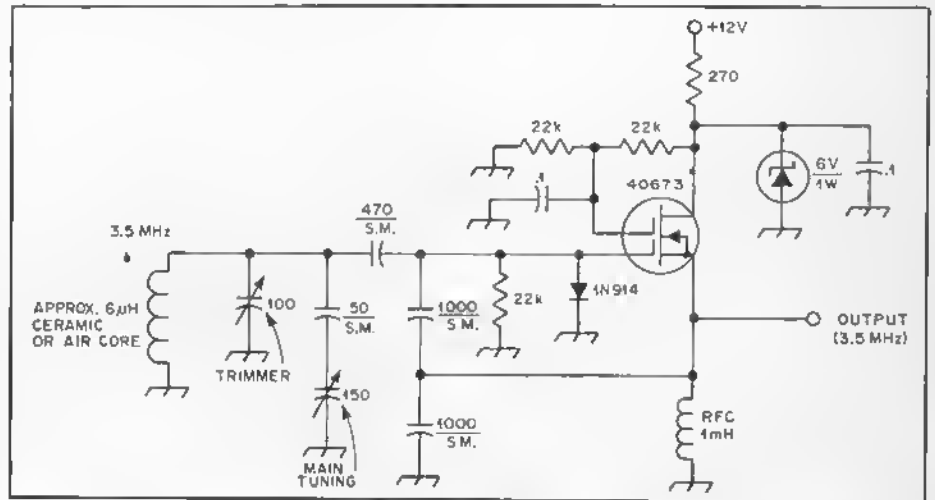 +12V
270
22k
22k
.1
40673
6V
1W
.1
3.5 MHz
470
S.M.
APPROX. 6μH
CERAMIC
OR AIR CORE
100
TRIMMER
50
S.M.
1000
S.M.
22k
1N914
OUTPUT
(3.5 MHz)
150
MAIN
TUNING
1000
S.M.
RFC
1mH